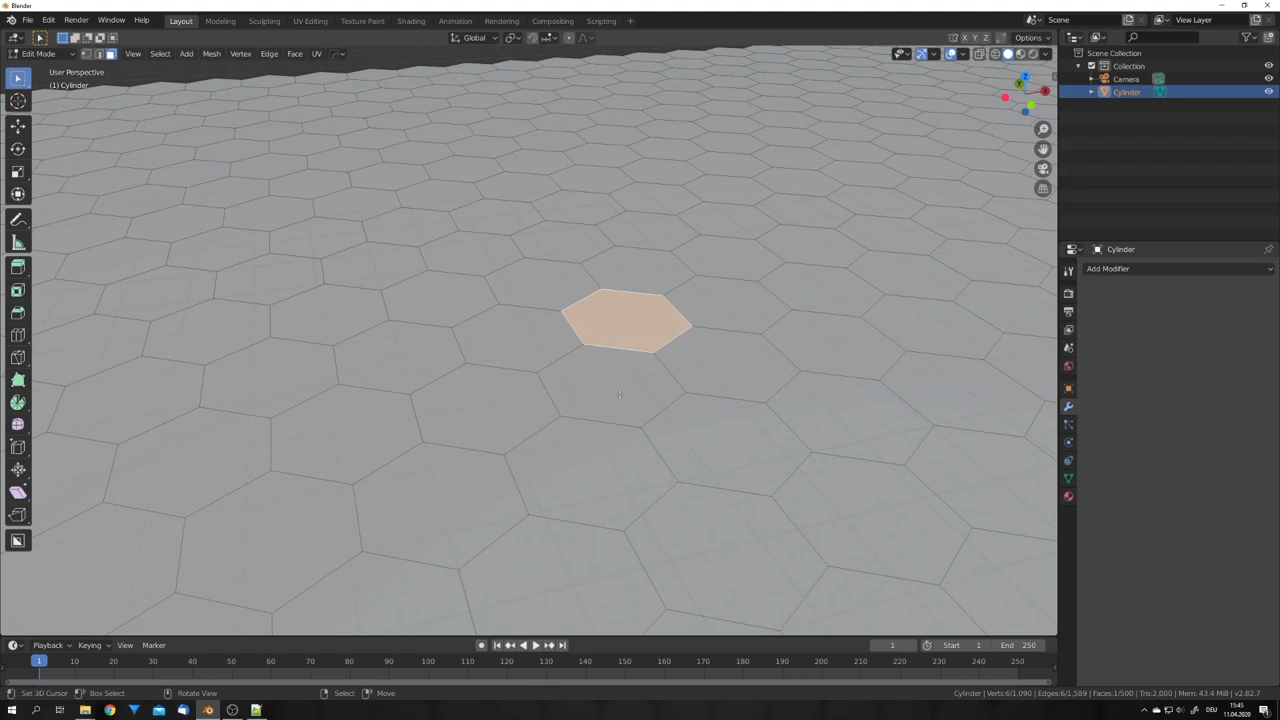 Blender
File Edit Render Window Help Layout Modeling Sculpting UV Editing Texture Paint Shading Animation Rendering Compositing Scripting + Scene View Layer
Global Options
Edit Mode View Select Add Mesh Vertex Edge Face UV
X Y Z
User Perspective
(1) Cylinder
Z
Y
X
Scene Collection
Collection
Camera
Cylinder
Cylinder
Add Modifier
Playback Keying View Marker 1 Start 1 End 250
1 10 20 30 40 50 60 70 80 90 100 110 120 130 140 150 160 170 180 190 200 210 220 230 240 250
Set 3D Cursor Box Select Rotate View Select Move Cylinder | Verts:6/1,090 | Edges:6/1,589 | Faces:1/500 | Tris:2,000 | Mem: 43.4 MiB | v2.82.7
DEU 15:45
11.04.2020